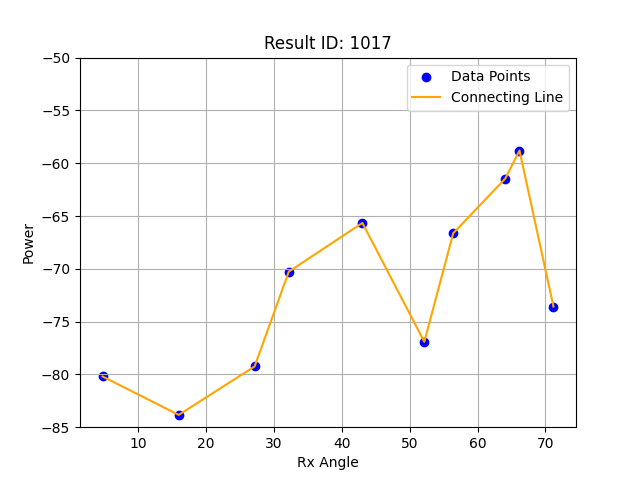 Result ID: 1017
Data Points
Connecting Line
Power
−50
−55
−60
−65
−70
−75
−80
−85
10 20 30 40 50 60 70
Rx Angle